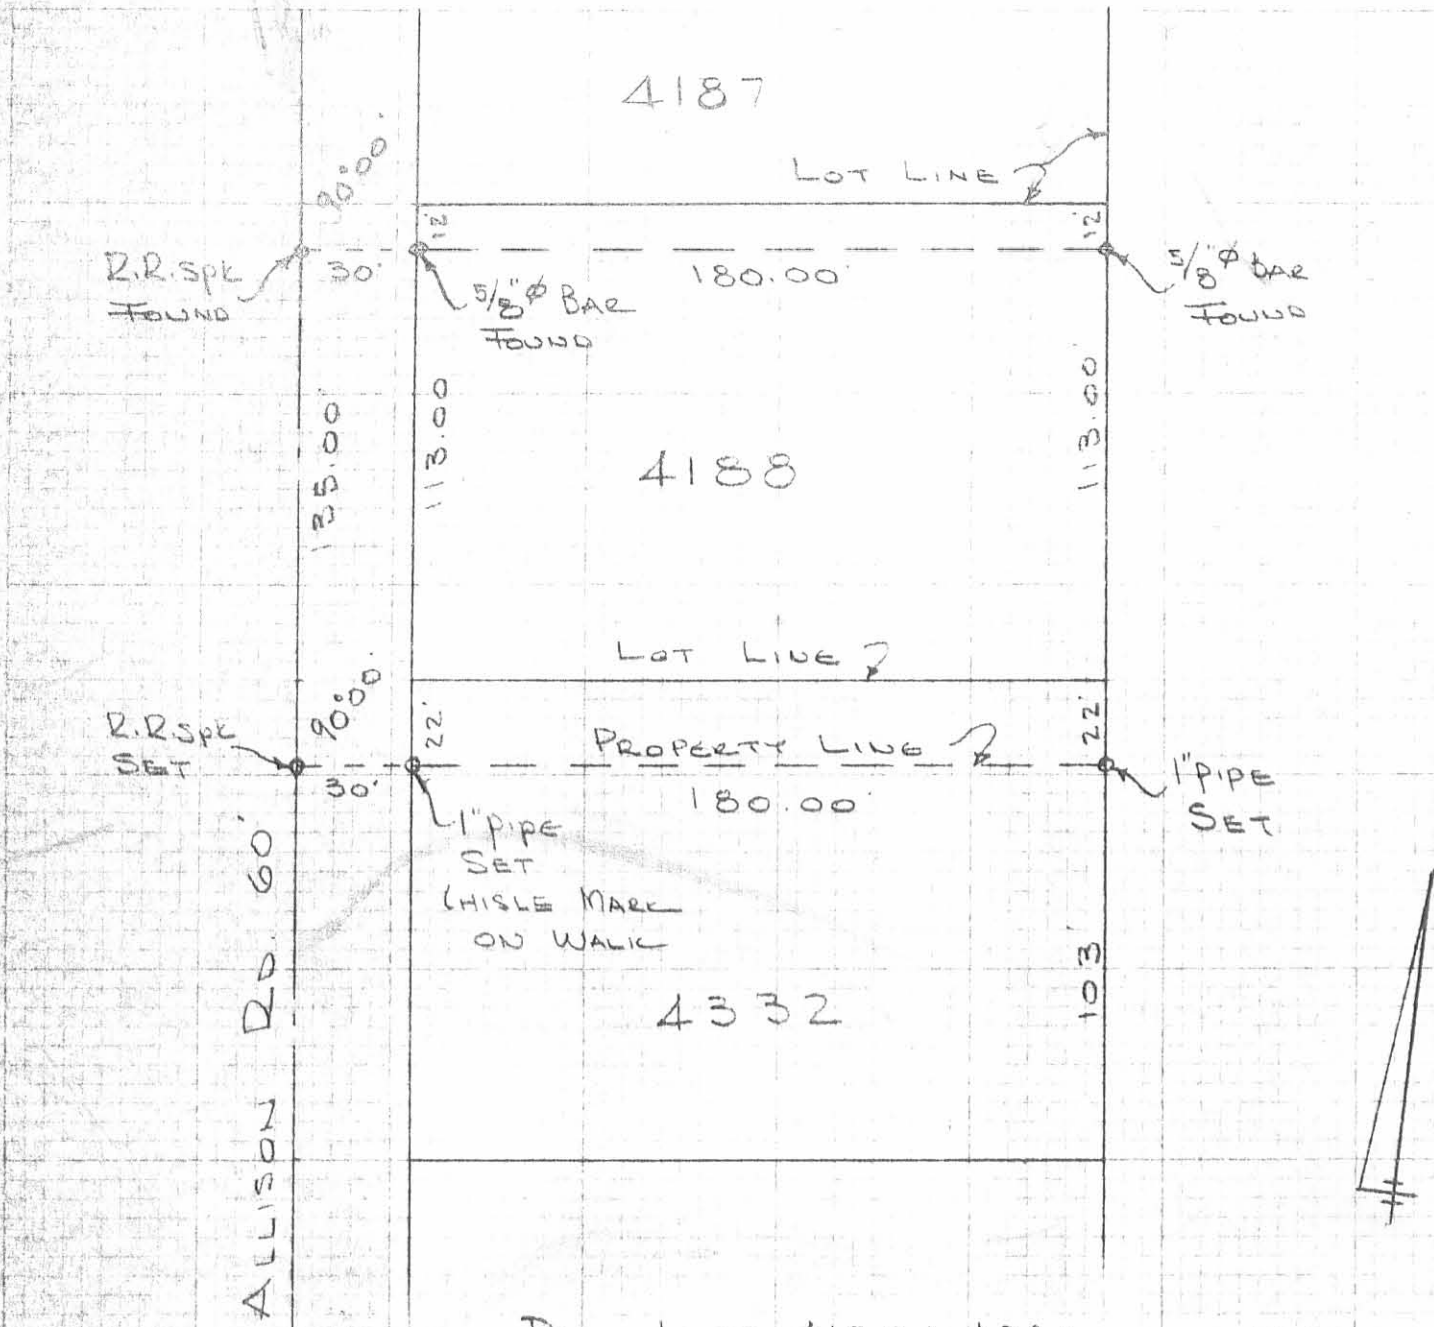 4187
90°00'
LOT LINE
12'
12'
R.R. SPK
FOUND
30'
5/8"ø BAR
FOUND
180.00'
5/8"ø BAR
FOUND
135.00'
113.00
4188
113.00'
LOT LINE
90°00'
R.R SPK
SET
22'
22'
PROPERTY LINE
30'
180.00'
1" PIPE
SET
1" PIPE
SET
CHISLE MARK
ON WALK
4332
103'
ALLISON RD. 60'